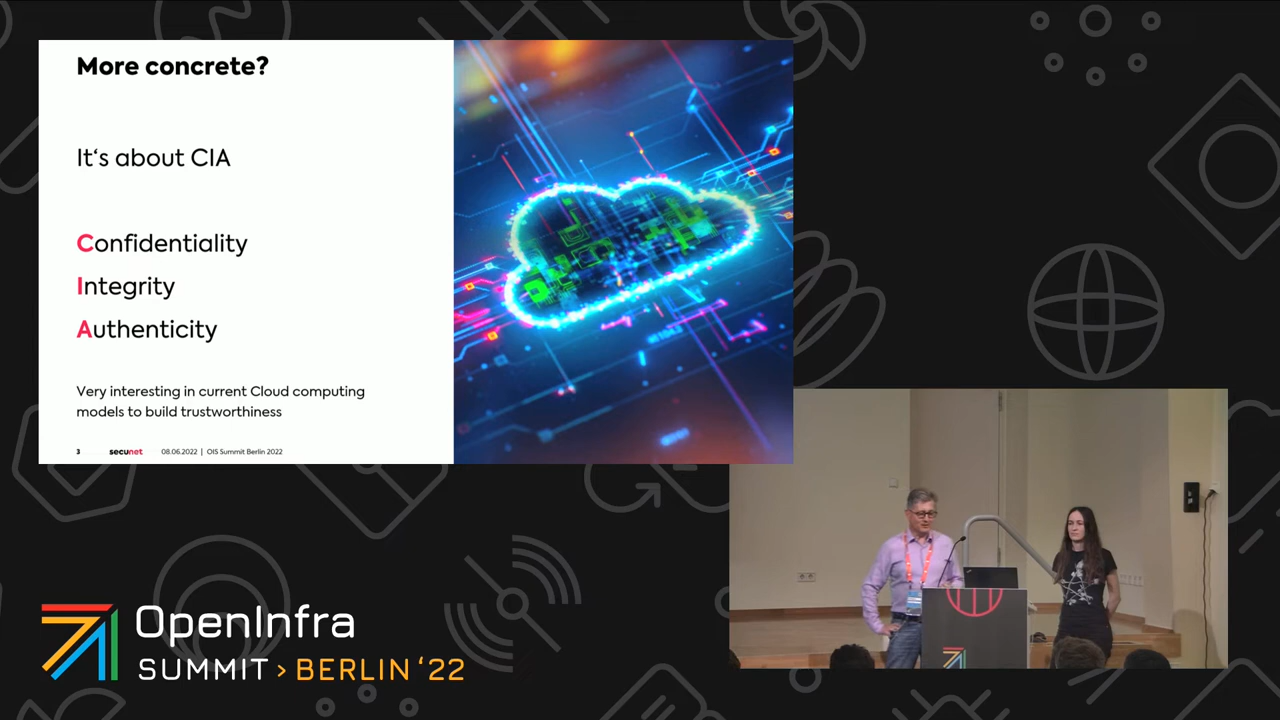 More concrete?
It‘s about CIA
Confidentiality
Integrity
Authenticity
Very interesting in current Cloud computing
models to build trustworthiness
3 secunet 08.06.2022 | OIS Summit Berlin 2022
OpenInfra
SUMMIT > BERLIN ‘22